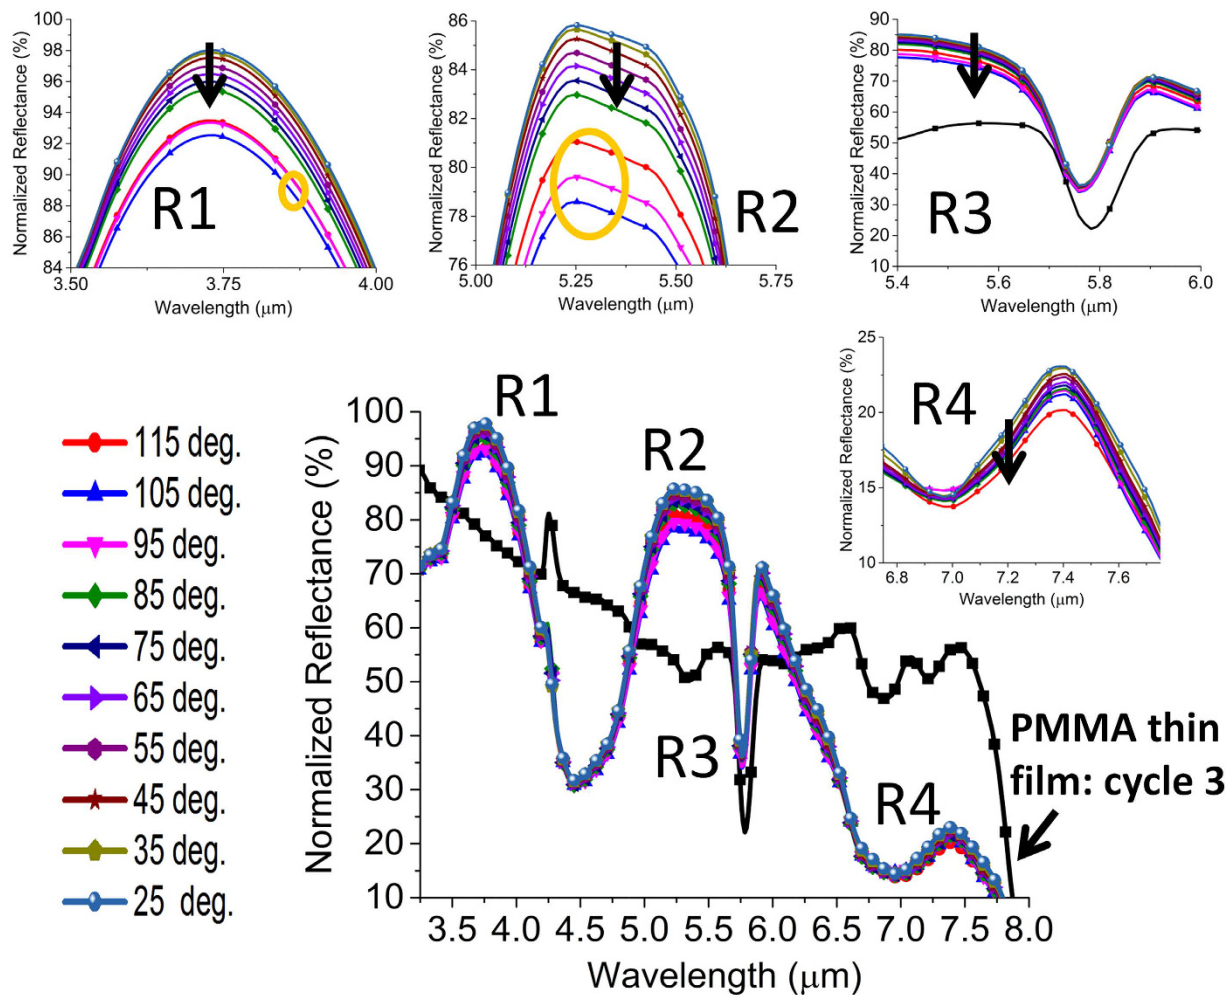 100
98
96
94
92
90
88
86
84
3.50
3.75
4.00
Normalized Reflectance (%)
Wavelength (μm)
R1
86
84
82
80
78
76
5.00
5.25
5.50
5.75
Normalized Reflectance (%)
Wavelength (μm)
R2
90
80
70
60
50
40
30
20
10
5.4
5.6
5.8
6.0
Normalized Reflectance (%)
Wavelength (μm)
R3
25
20
15
10
6.8
7.0
7.2
7.4
7.6
Normalized Reflectance (%)
Wavelength (μm)
R4
115 deg.
105 deg.
95 deg.
85 deg.
75 deg.
65 deg.
55 deg.
45 deg.
35 deg.
25 deg.
100
90
80
70
60
50
40
30
20
10
3.5
4.0
4.5
5.0
5.5
6.0
6.5
7.0
7.5
8.0
Normalized Reflectance (%)
Wavelength (μm)
R1
R2
R3
R4
PMMA thin
film: cycle 3